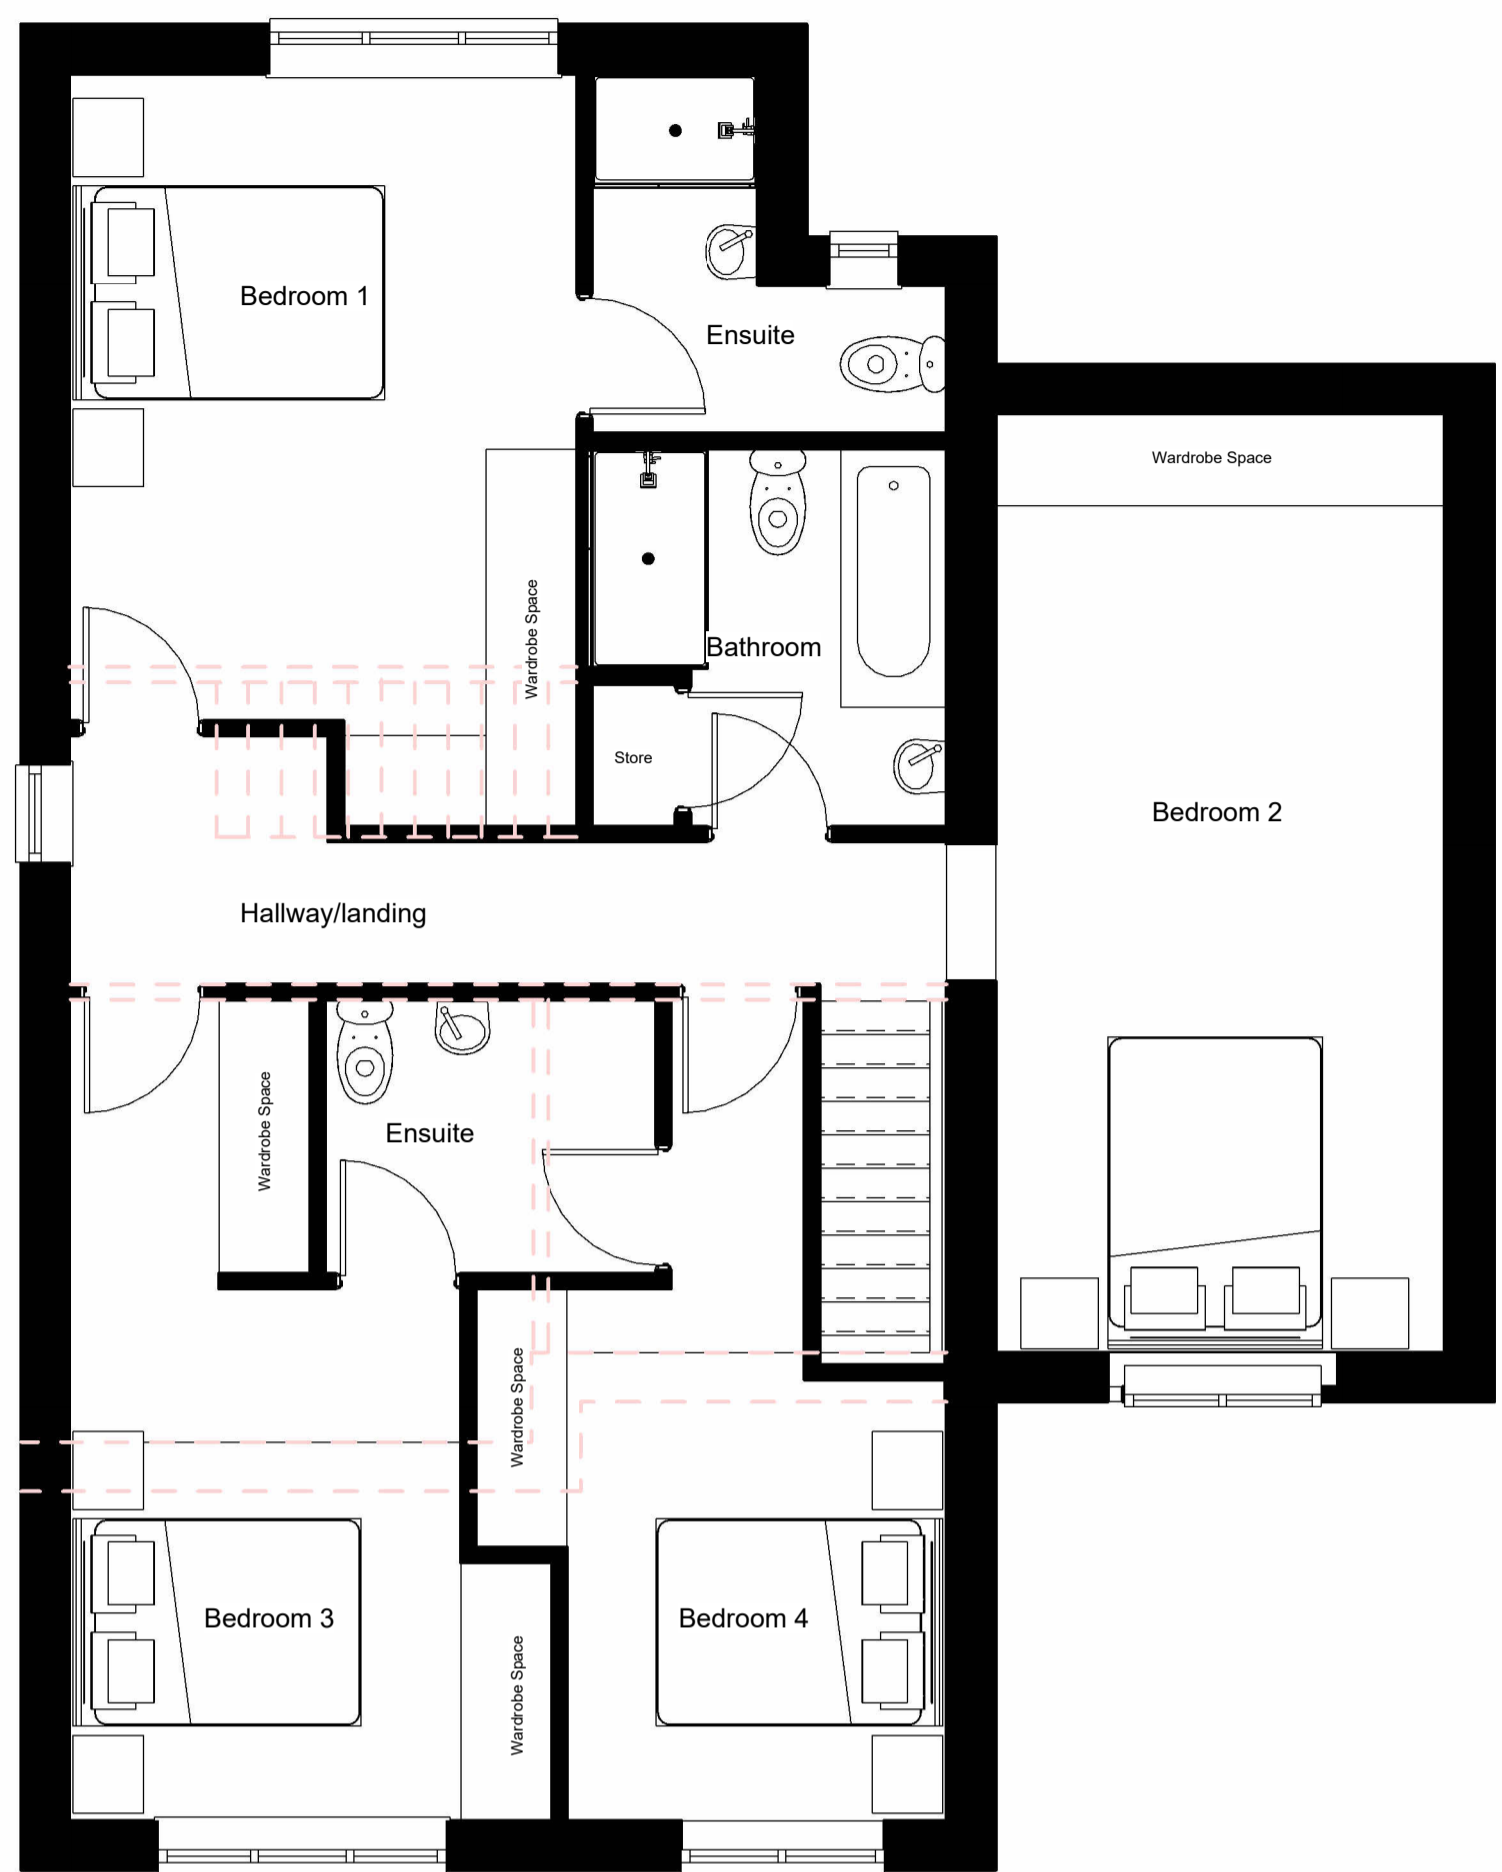 Bedroom 1
Ensuite
Wardrobe Space
Wardrobe Space
Bathroom
Store
Bedroom 2
Hallway/landing
Wardrobe Space
Ensuite
Wardrobe Space
Bedroom 3
Bedroom 4
Wardrobe Space